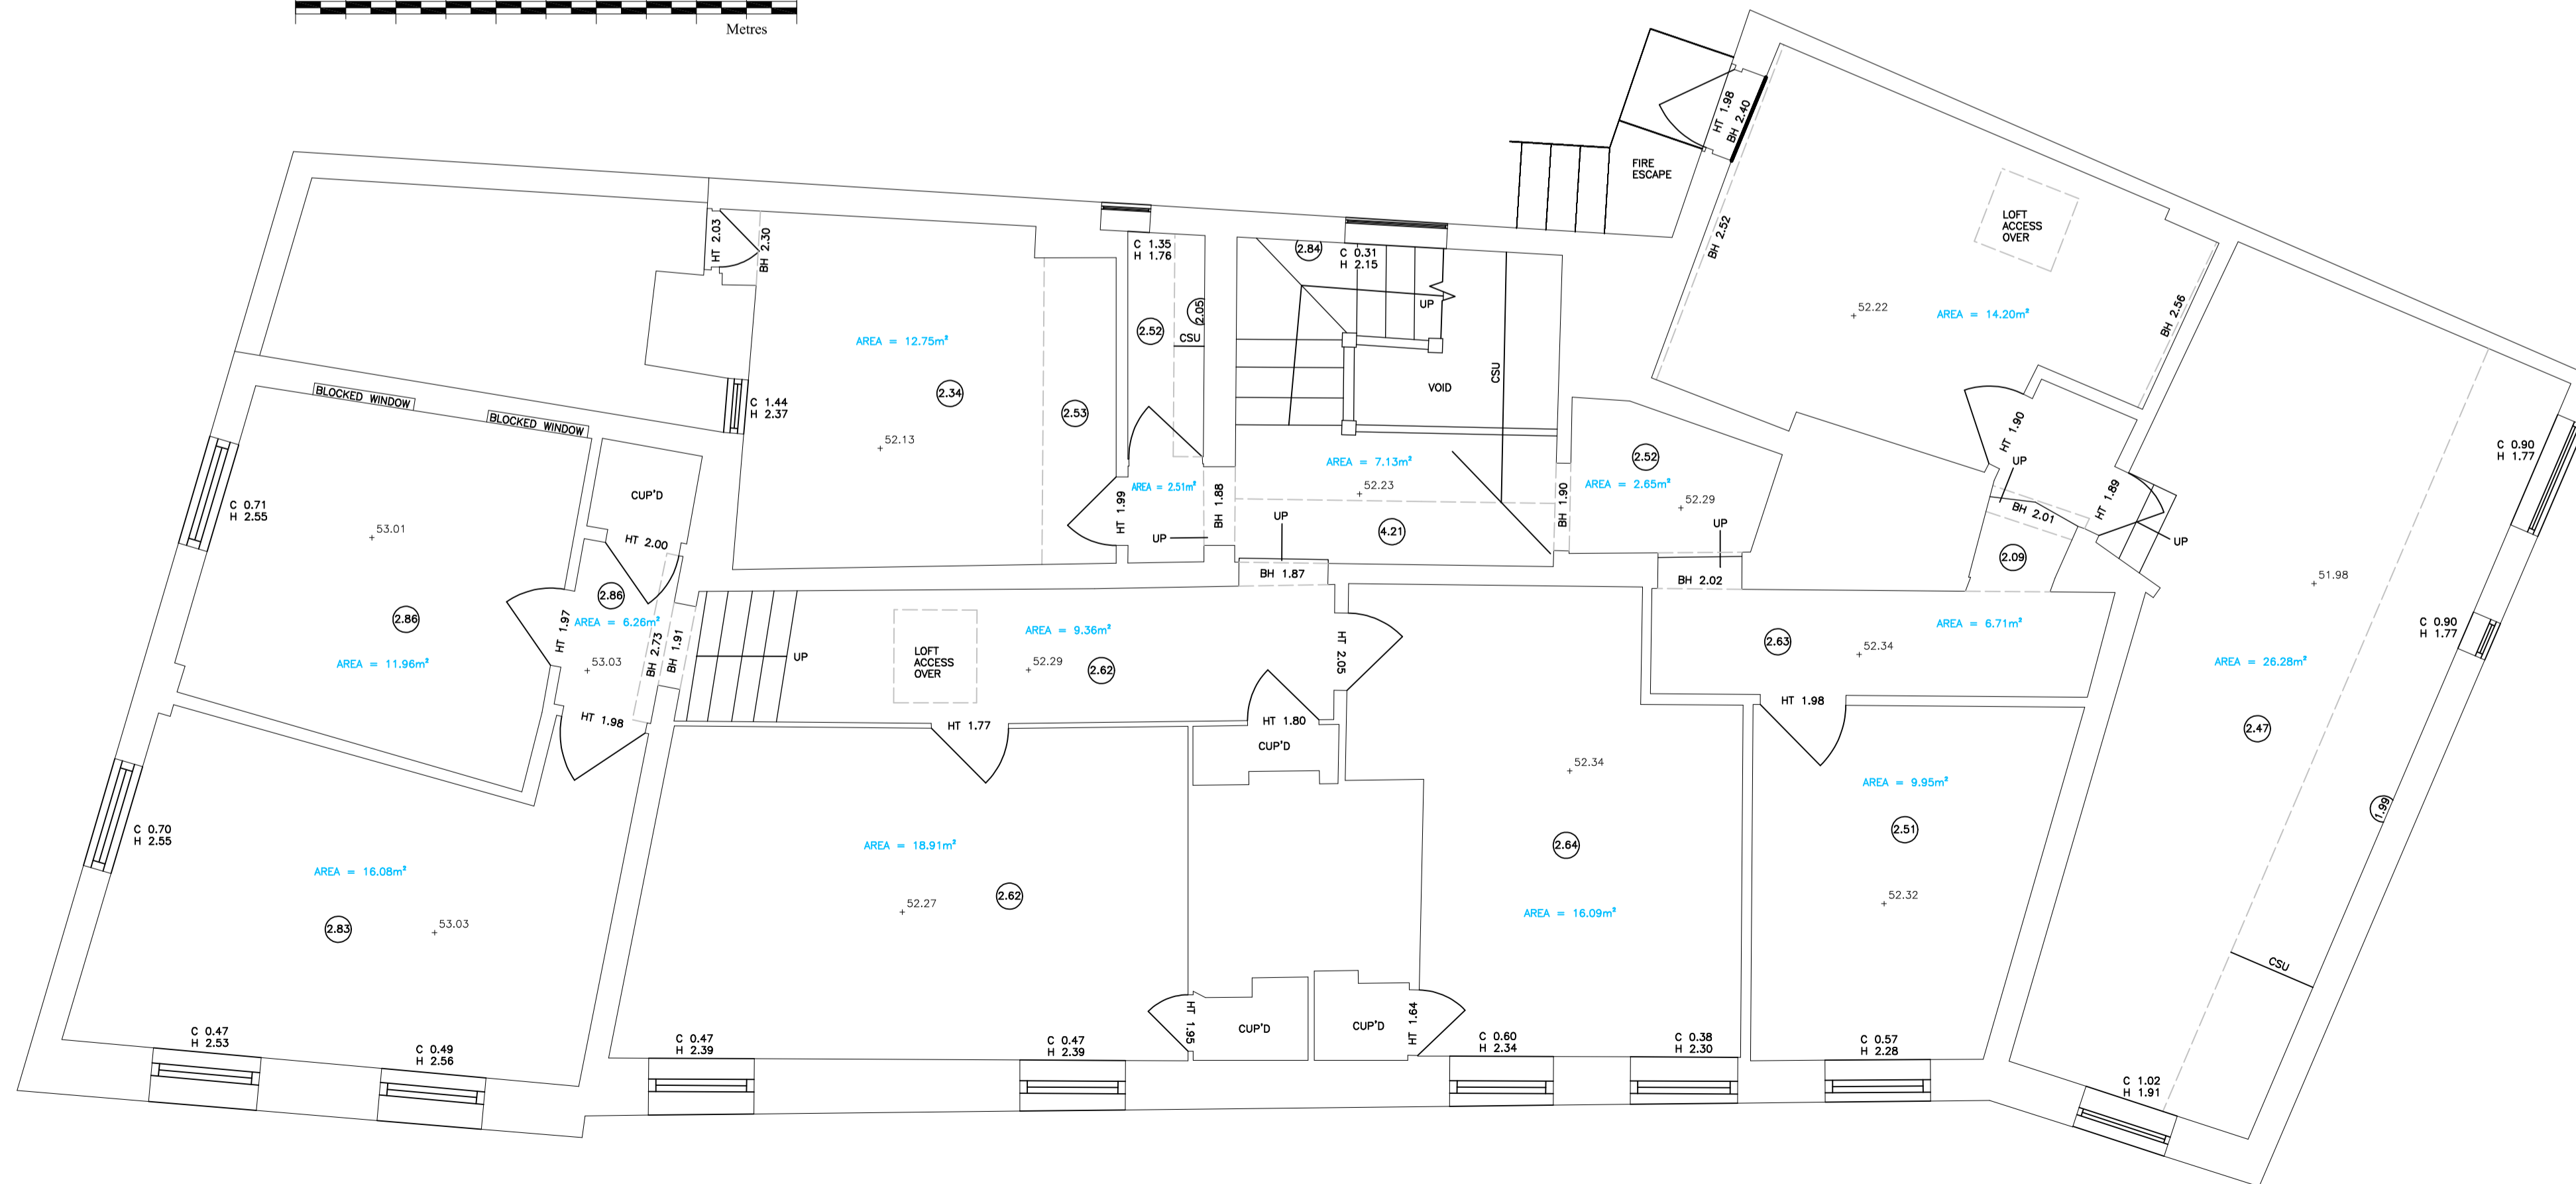 Metres
FIRE
ESCAPE
HT 1.98
BH 2.40
BH 2.52
LOFT
ACCESS
OVER
52.22
AREA = 14.20m²
BH 2.56
HT 2.03
BH 2.30
C 1.35
H 1.76
2.84
C 0.31
H 2.15
UP
2.05
2.52
CSU
AREA = 12.75m²
2.34
2.53
52.13
C 1.44
H 2.37
BLOCKED WINDOW
BLOCKED WINDOW
VOID
CSU
HT 1.90
UP
BH 2.01
HT 1.89
UP
2.09
C 0.90
H 1.77
C 0.71
H 2.55
53.01
CUP'D
HT 2.00
AREA = 2.51m²
HT 1.99
BH 1.88
UP
AREA = 7.13m²
52.23
UP
4.21
BH 1.90
2.52
AREA = 2.65m²
52.29
UP
BH 1.87
BH 2.02
51.98
2.86
AREA = 11.96m²
HT 1.97
2.86
AREA = 6.26m²
53.03
BH 2.73
BH 1.91
HT 1.98
UP
LOFT
ACCESS
OVER
AREA = 9.36m²
52.29
2.62
HT 2.05
2.63
52.34
AREA = 6.71m²
C 0.90
H 1.77
AREA = 26.28m²
2.47
HT 1.77
HT 1.80
CUP'D
HT 1.98
52.34
C 0.70
H 2.55
AREA = 16.08m²
2.83
53.03
AREA = 18.91m²
52.27
2.62
2.64
AREA = 16.09m²
AREA = 9.95m²
2.51
52.32
1.99
CSU
HT 1.95
CUP'D
CUP'D
HT 1.64
C 0.47
H 2.53
C 0.49
H 2.56
C 0.47
H 2.39
C 0.47
H 2.39
C 0.60
H 2.34
C 0.38
H 2.30
C 0.57
H 2.28
C 1.02
H 1.91